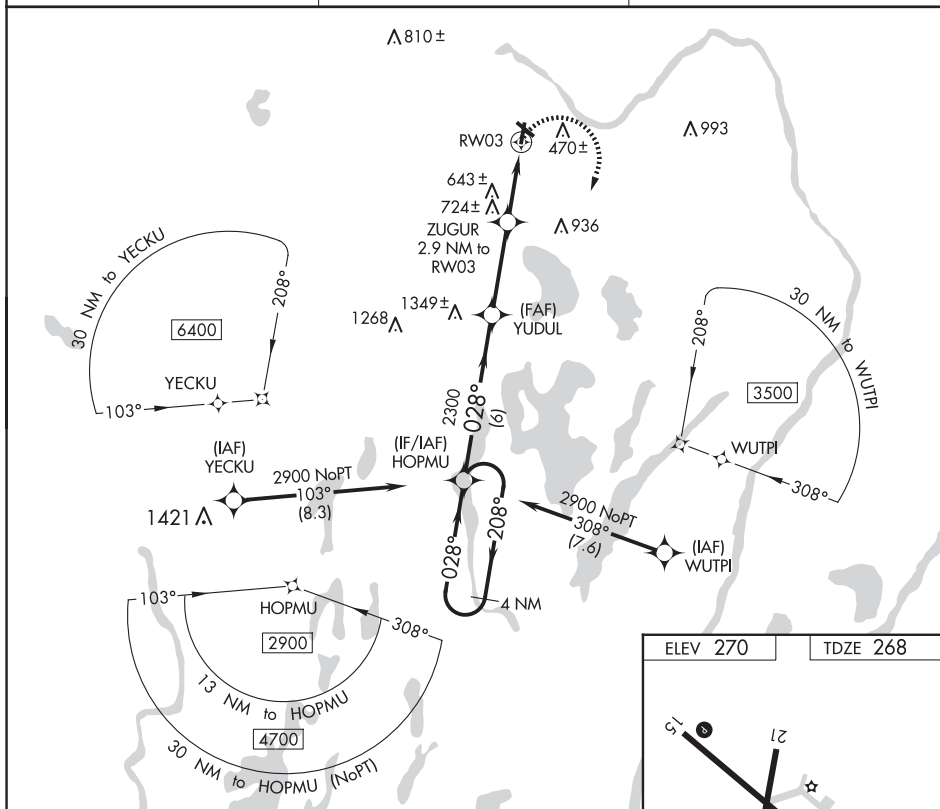 810±
RW03
470±
993
643±
724±
ZUGUR
2.9 NM to
RW03
936
1349±
1268
(FAF)
YUDUL
30 NM to YECKU
208°
6400
YECKU
103°
30 NM to WUTPI
208°
3500
WUTPI
308°
2300
028°
(6)
(IF/IAF)
HOPMU
(IAF)
YECKU
2900 NoPT
103°
(8.3)
1421
2900 NoPT
308°
(7.6)
(IAF)
WUTPI
028°
208°
4 NM
103°
HOPMU
308°
2900
13 NM to HOPMU
4700
30 NM to HOPMU (NoPT)
ELEV 270
TDZE 268
15
P
21